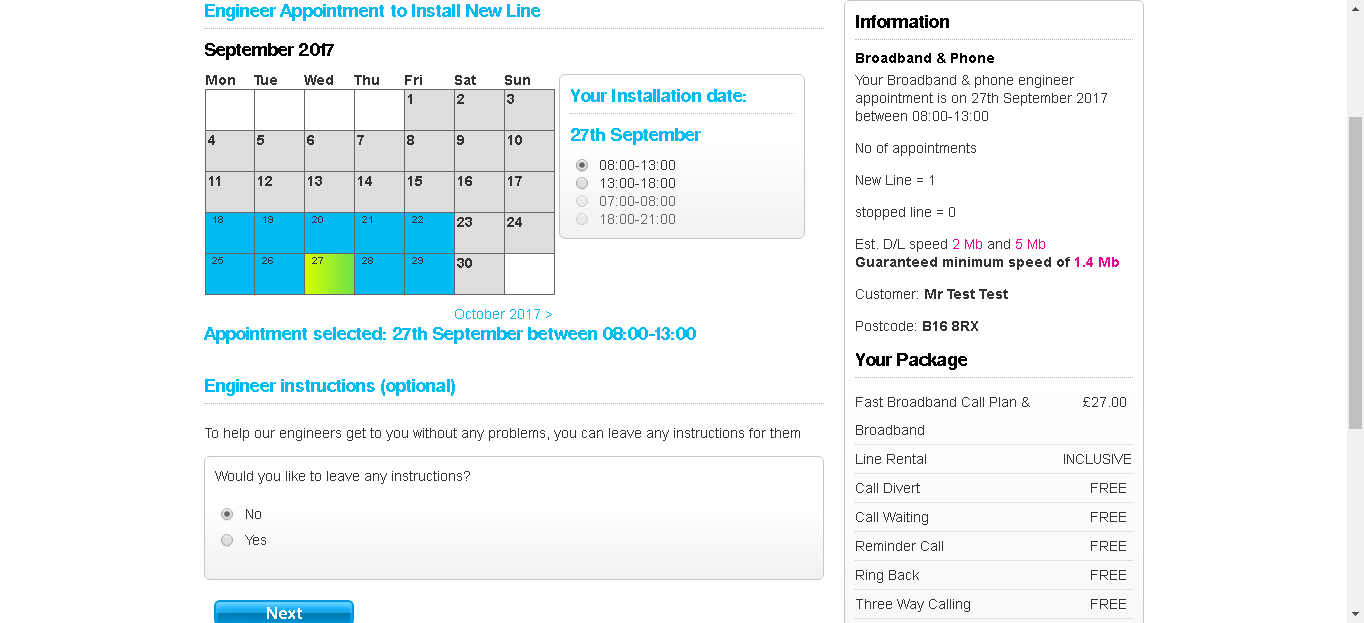 Engineer Appointment to Install New Line
September 2017
Mon Tue Wed Thu Fri Sat Sun
1 2 3
4 5 6 7 8 9 10
11 12 13 14 15 16 17
18 19 20 21 22 23 24
25 26 27 28 29 30
October 2017 >
Your Installation date:
27th September
08:00-13:00
13:00-18:00
07:00-08:00
18:00-21:00
Appointment selected: 27th September between 08:00-13:00
Engineer instructions (optional)
To help our engineers get to you without any problems, you can leave any instructions for them
Would you like to leave any instructions?
No
Yes
Next
Information
Broadband & Phone
Your Broadband & phone engineer
appointment is on 27th September 2017
between 08:00-13:00
No of appointments
New Line = 1
stopped line = 0
Est. D/L speed 2 Mb and 5 Mb
Guaranteed minimum speed of 1.4 Mb
Customer: Mr Test Test
Postcode: B16 8RX
Your Package
Fast Broadband Call Plan & £27.00
Broadband
Line Rental INCLUSIVE
Call Divert FREE
Call Waiting FREE
Reminder Call FREE
Ring Back FREE
Three Way Calling FREE